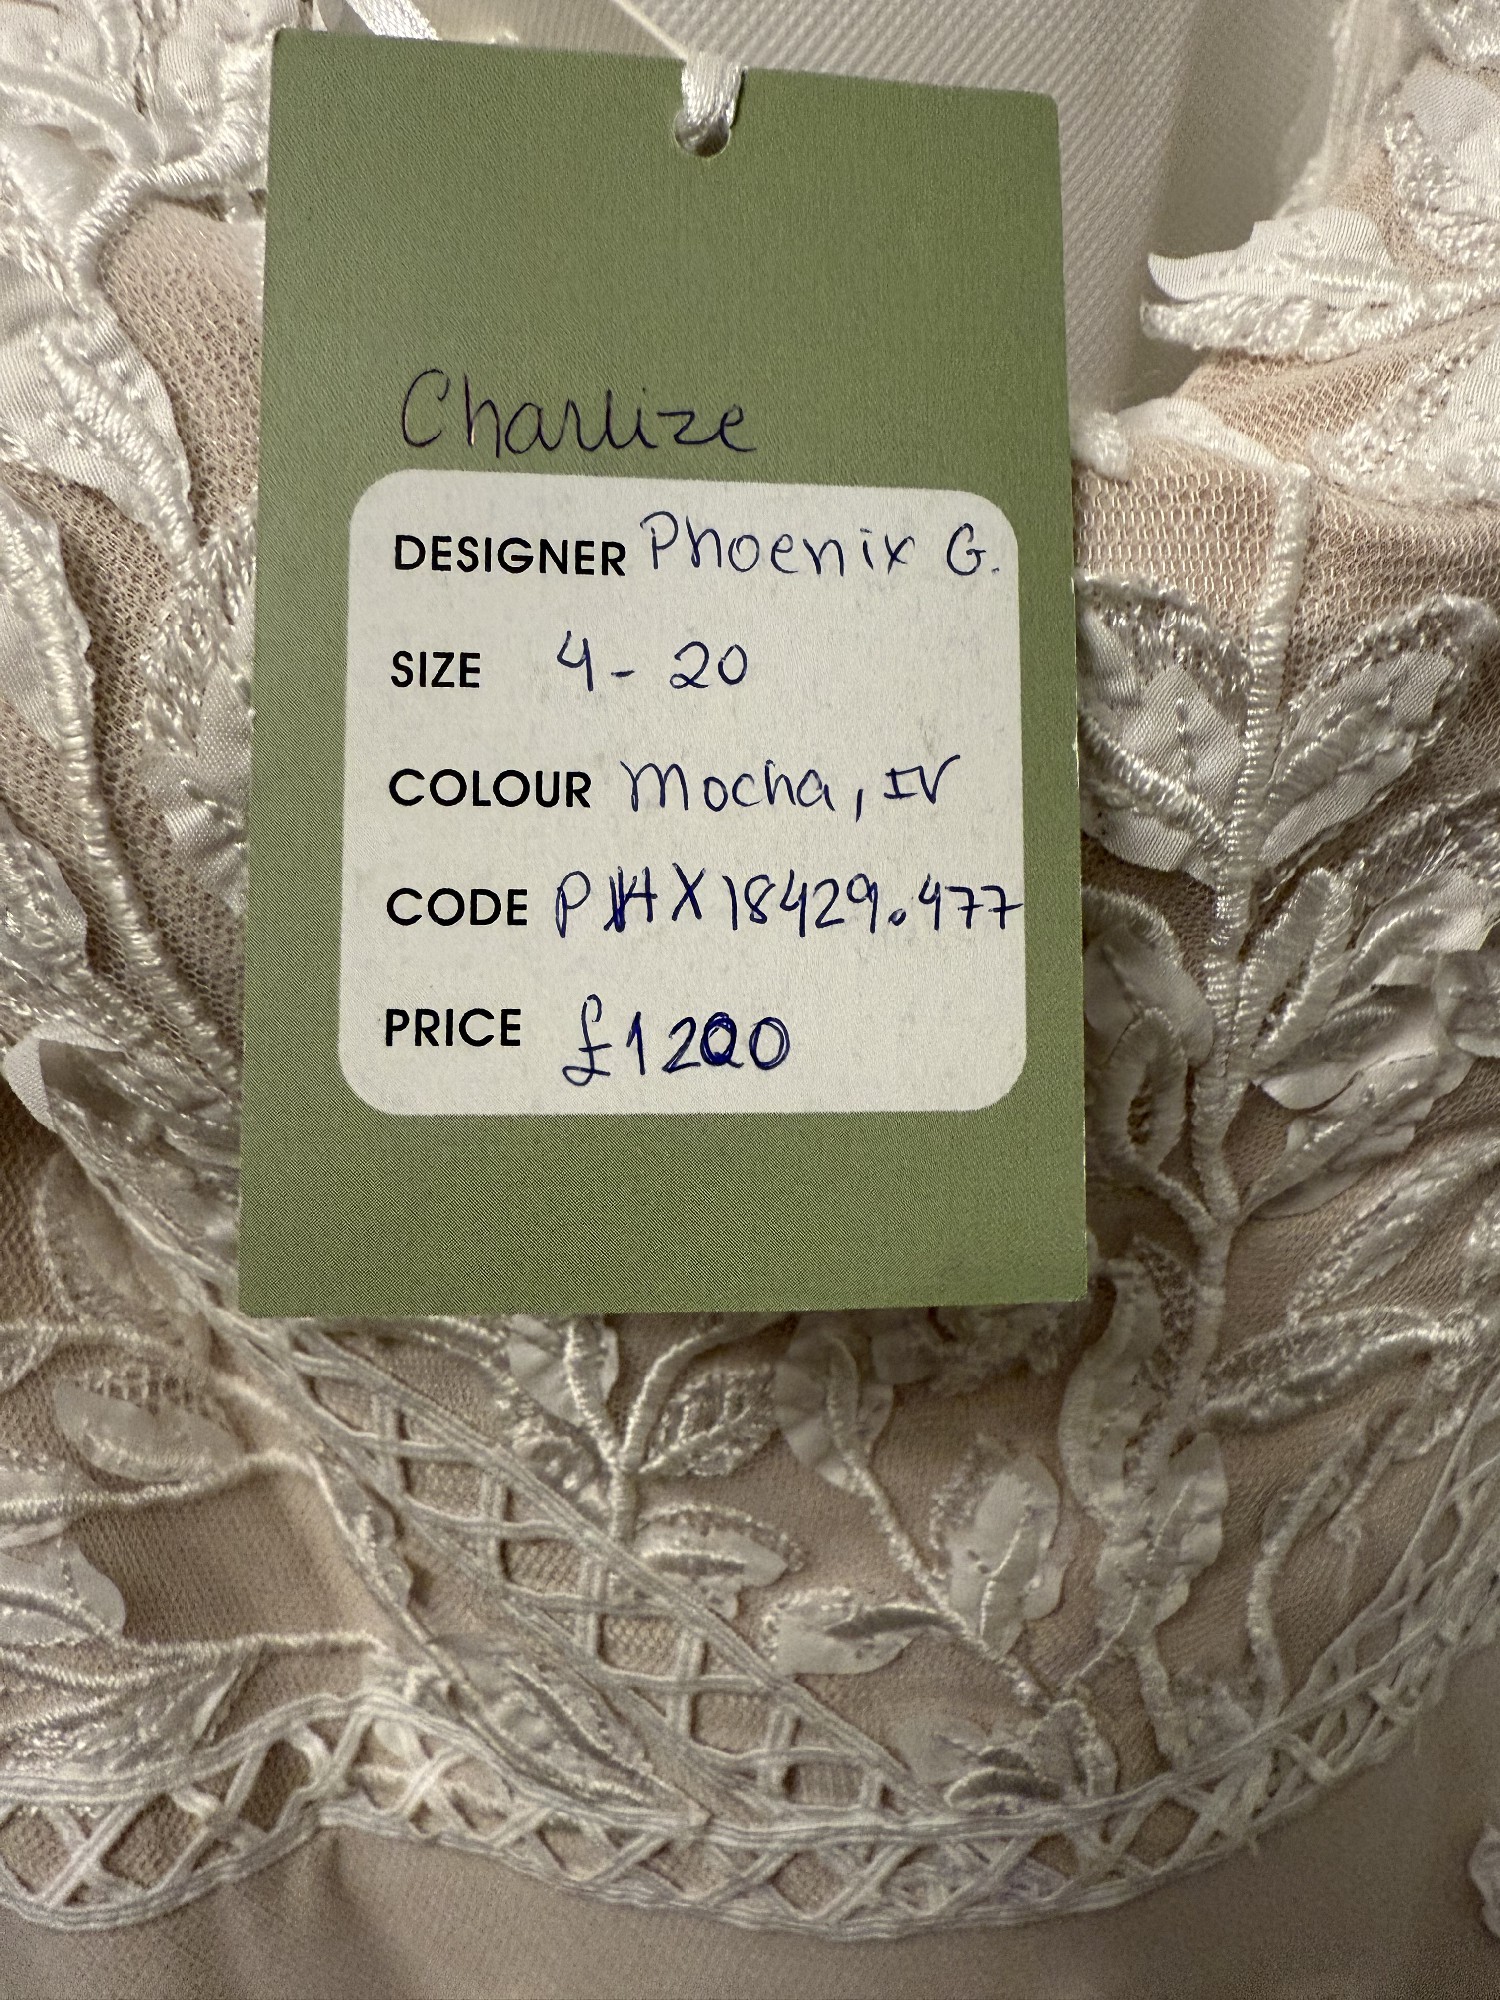 Charlize
DESIGNER Phoenix G.
SIZE 4 - 20
COLOUR Mocha, IV
CODE PHX18429.477
PRICE £1200